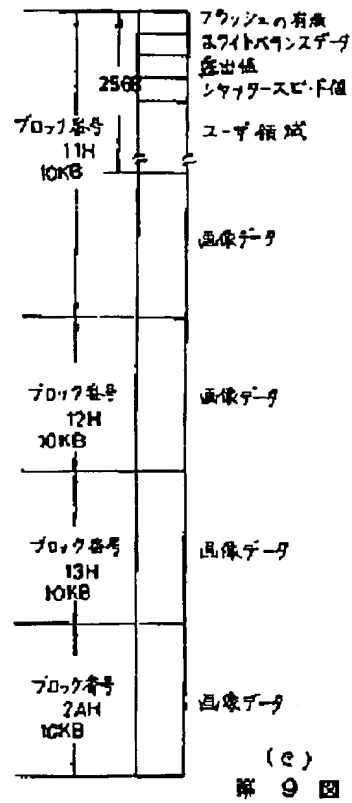 フラッシュの有無
ホワイトバランスデータ
露出値
シャッタースピード値
256B
ユーザ領域
ブロック番号
11H
10KB
画像データ
ブロック番号
12H
10KB
画像データ
ブロック番号
13H
10KB
画像データ
ブロック番号
2AH
10KB
画像データ
(e)
第9図